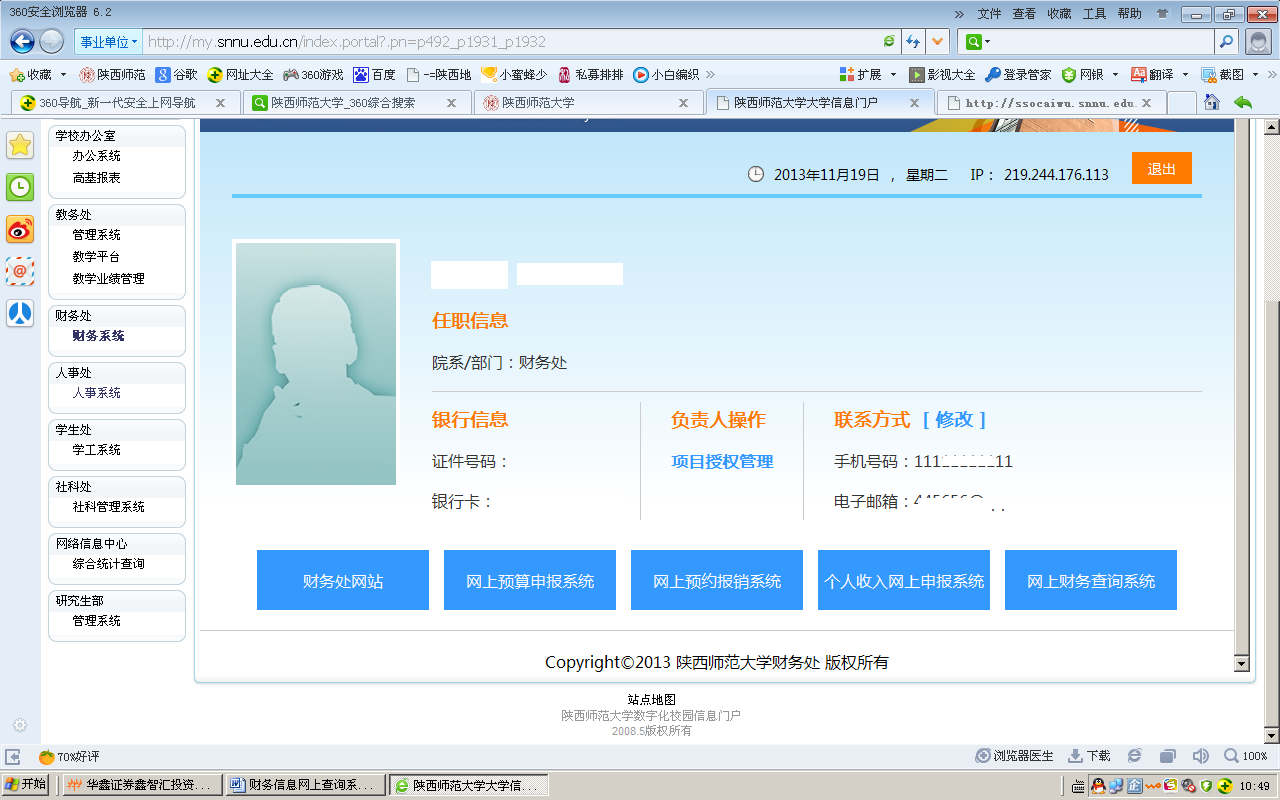 360安全浏览器 6.2
» 文件 查看 收藏 工具 帮助
事业单位 http://my.snnu.edu.cn/index.portal?.pn=p492_p1931_p1932
收藏 陕西师范 谷歌 网址大全 360游戏 百度 -=陕西地 小蜜蜂少 私募排排 小白编织 » 扩展 影视大全 登录管家 网银 翻译 截图 »
360导航_新一代安全上网导航 陕西师范大学_360综合搜索 陕西师范大学 陕西师范大学大学信息门户 http://ssocaiwu.snnu.edu.
学校办公室
办公系统
高基报表
教务处
管理系统
教学平台
教学业绩管理
财务处
财务系统
人事处
人事系统
学生处
学工系统
社科处
社科管理系统
网络信息中心
综合统计查询
研究生部
管理系统
2013年11月19日 , 星期二 IP: 219.244.176.113 退出
任职信息
院系/部门:财务处
银行信息
证件号码:
银行卡:
负责人操作
项目授权管理
联系方式 [ 修改 ]
手机号码:
电子邮箱:
财务处网站 网上预算申报系统 网上预约报销系统 个人收入网上申报系统 网上财务查询系统
Copyright©2013 陕西师范大学财务处 版权所有
站点地图
陕西师范大学数字化校园信息门户
2008.5版权所有
70%好评 浏览器医生 下载 100%
开始 华鑫证券鑫智汇投资... 财务信息网上查询系... 陕西师范大学大学信... 10:49